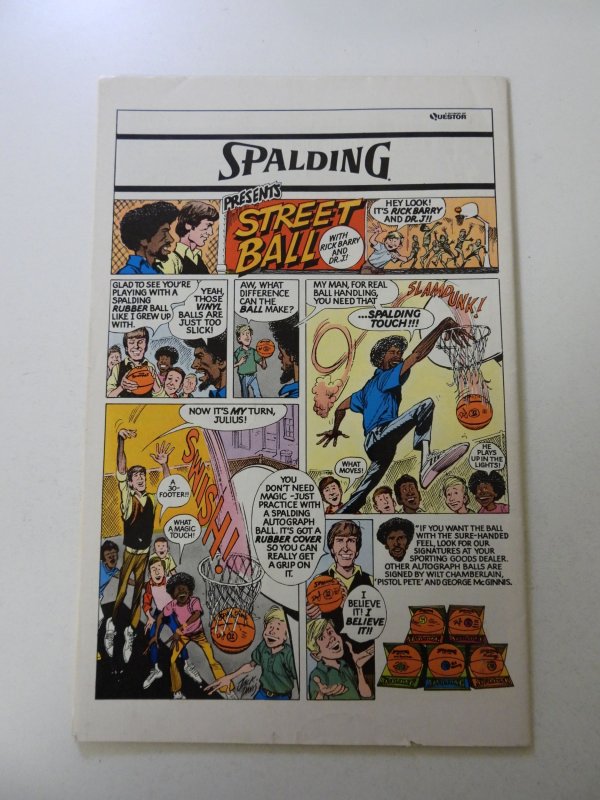 QUESTOR
SPALDING
PRESENTS
STREET
BALL
WITH
RICK BARRY
AND
DR. J!!
HEY LOOK!
IT'S RICK BARRY
AND DR. J!!
GLAD TO SEE YOU'RE
PLAYING WITH A
SPALDING
RUBBER BALL
LIKE I GREW UP
WITH.
YEAH,
THOSE
VINYL
BALLS ARE
JUST TOO
SLICK!
AW, WHAT
DIFFERENCE
CAN THE
BALL MAKE?
MY MAN, FOR REAL
BALL HANDLING,
YOU NEED THAT
...SPALDING
TOUCH!!!
SLAMDUNK!
WHAT
MOVES!
HE
PLAYS
UP IN THE
LIGHTS!
NOW IT'S MY TURN,
JULIUS!
A
30-
FOOTER!!
WHAT
A MAGIC
TOUCH!
SWISH!
YOU
DON'T NEED
MAGIC - JUST
PRACTICE WITH
A SPALDING
AUTOGRAPH
BALL. IT'S GOT A
RUBBER COVER
SO YOU CAN
REALLY GET
A GRIP ON
IT.
I
BELIEVE
IT! I
BELIEVE
IT!!
"IF YOU WANT THE BALL
WITH THE SURE-HANDED
FEEL, LOOK FOR OUR
SIGNATURES AT YOUR
SPORTING GOODS DEALER.
OTHER AUTOGRAPH BALLS ARE
SIGNED BY WILT CHAMBERLAIN,
'PISTOL PETE' AND GEORGE McGINNIS.